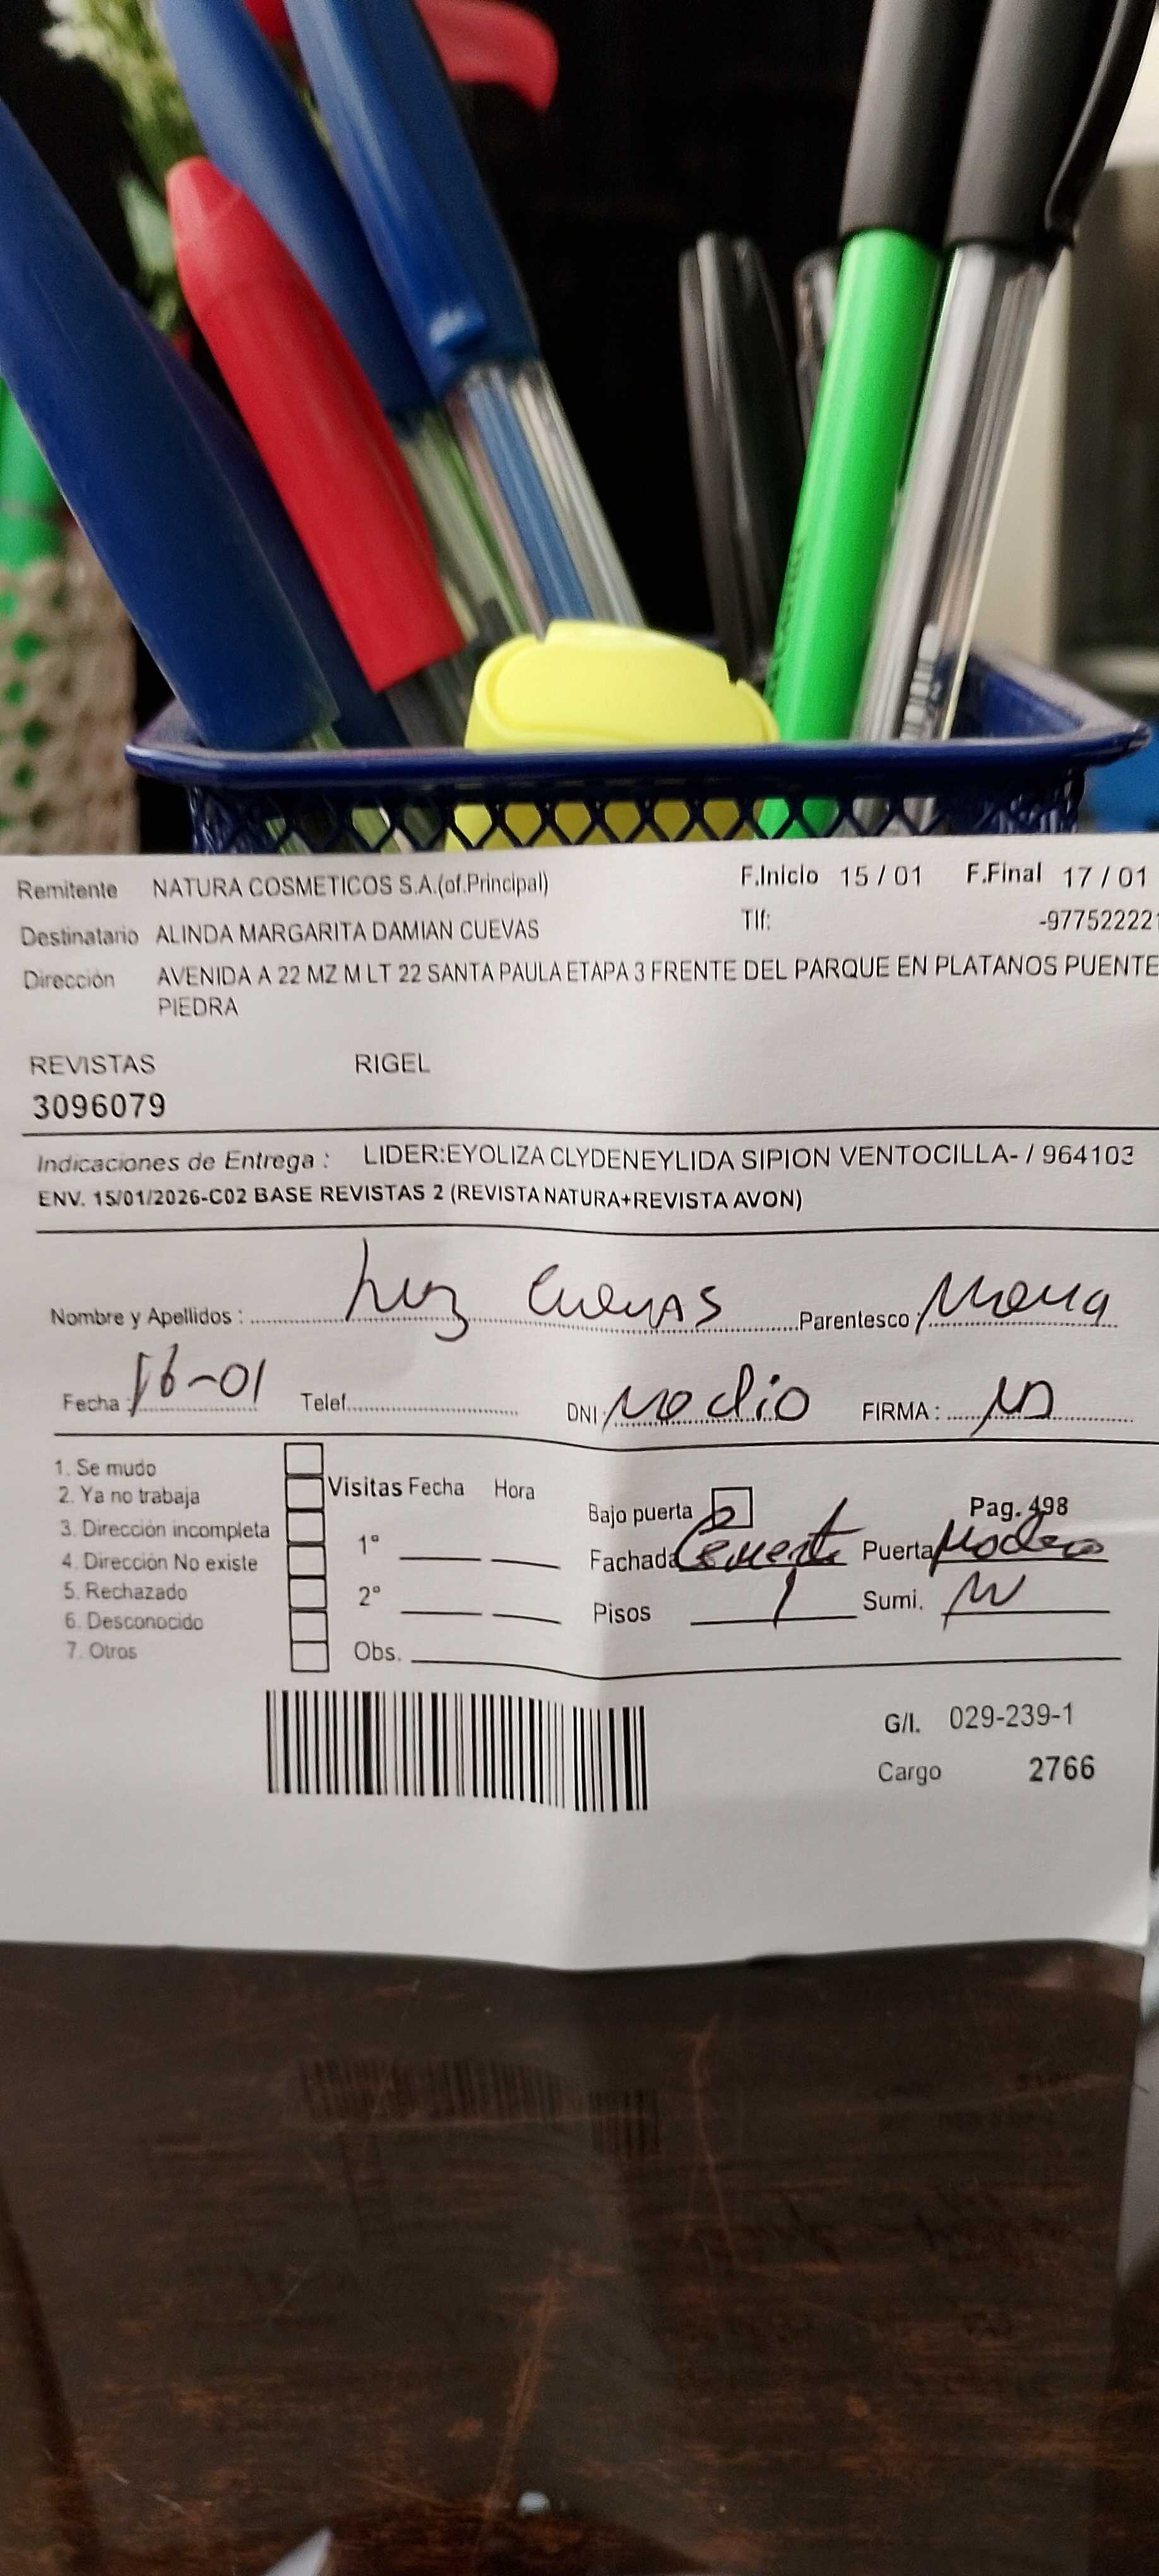 Remitente NATURA COSMETICOS S.A.(of.Principal) F.Inicio 15 / 01 F.Final 17 / 01
Destinatario ALINDA MARGARITA DAMIAN CUEVAS Tlf: -97752222
Dirección AVENIDA A 22 MZ M LT 22 SANTA PAULA ETAPA 3 FRENTE DEL PARQUE EN PLATANOS PUENTE
PIEDRA
REVISTAS RIGEL
3096079
Indicaciones de Entrega : LIDER:EYOLIZA CLYDENEYLIDA SIPION VENTOCILLA- / 964103
ENV. 15/01/2026-C02 BASE REVISTAS 2 (REVISTA NATURA+REVISTA AVON)
Nombre y Apellidos : Luz Cuevas Parentesco :
Fecha : 16-01 Telef. DNI : No dio FIRMA :
1. Se mudo
2. Ya no trabaja Visitas Fecha Hora
Bajo puerta Pag. 498
3. Dirección incompleta 1°
4. Dirección No existe Fachada Puerta
5. Rechazado 2° Pisos 1 Sumi.
6. Desconocido
7. Otros Obs.
G/I. 029-239-1
Cargo 2766